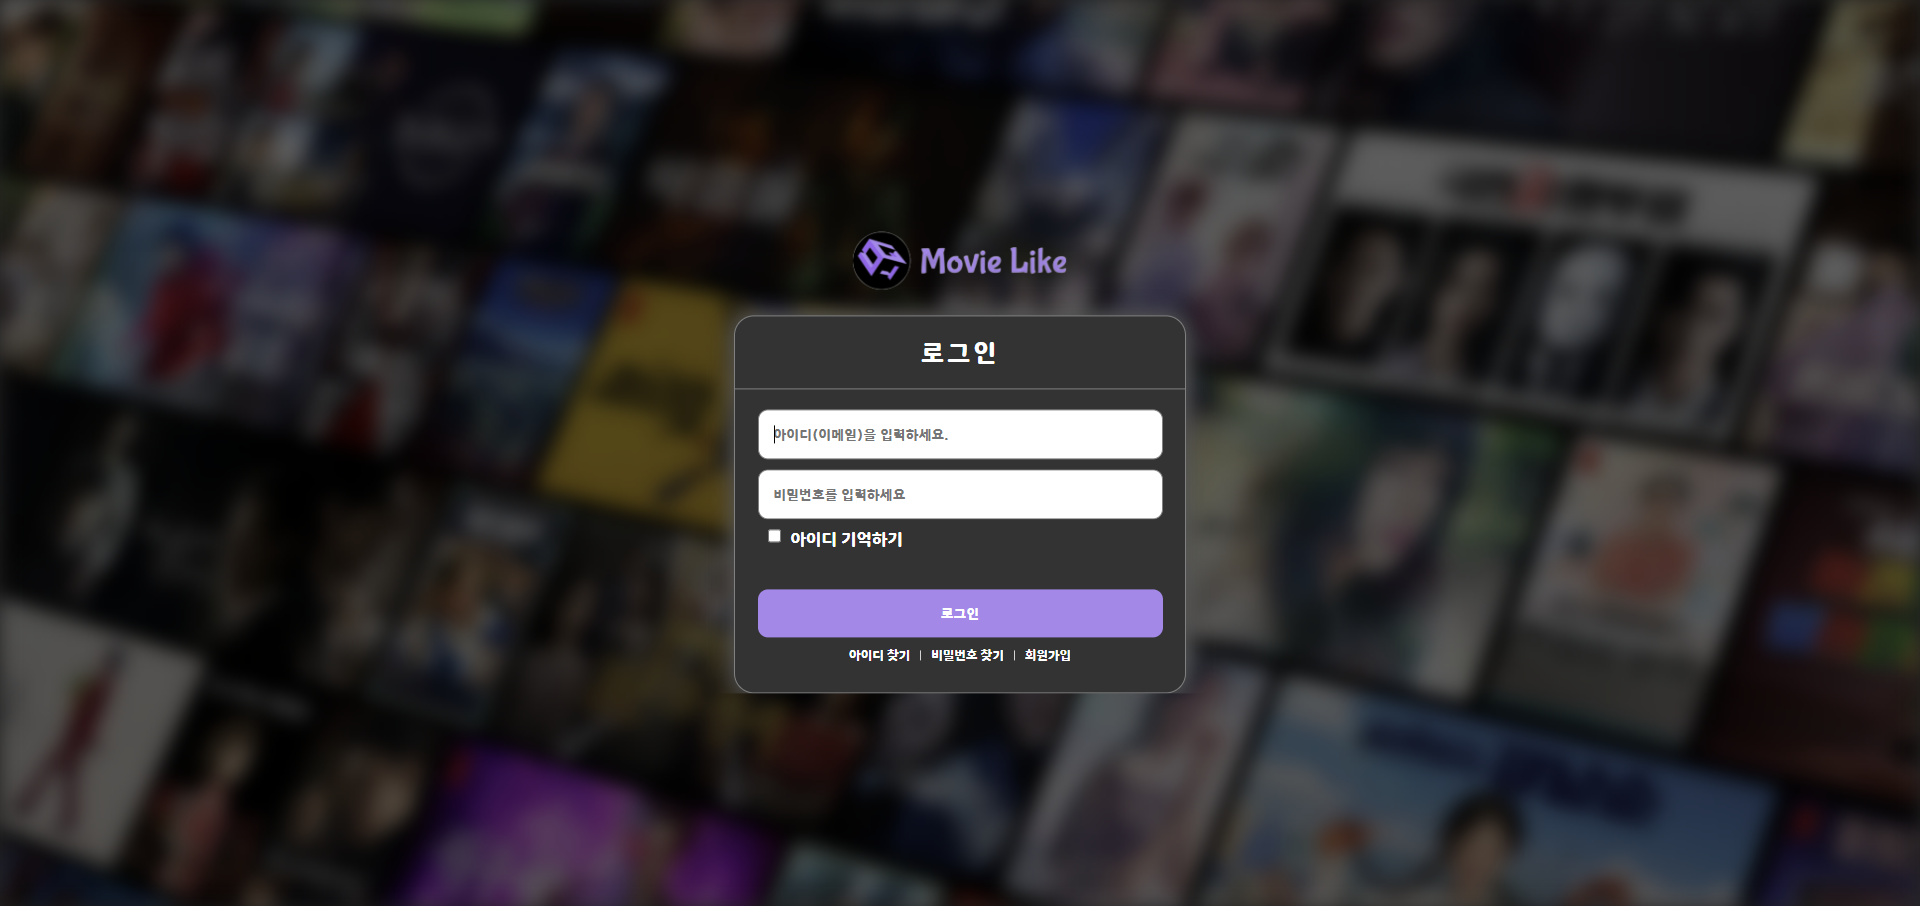 Movie Like
로그인
아이디(이메일)을 입력하세요.
비밀번호를 입력하세요
아이디 기억하기
로그인
아이디 찾기 | 비밀번호 찾기 | 회원가입